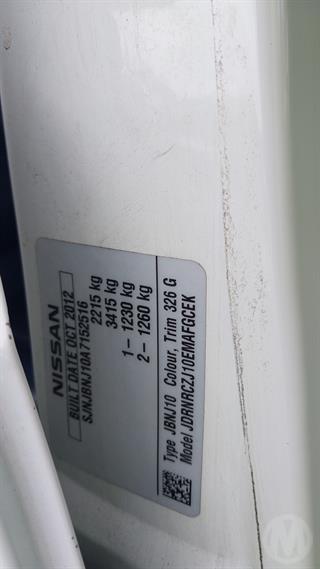 NISSAN
BUILT DATE OCT 2012
SJNJBNJ10A7152516
2215 kg
3415 kg
1 – 1230 kg
2 – 1260 kg
Type JBNJ10 Colour, Trim 326 G
Model JDRNRCZJ10EMAFGCEK